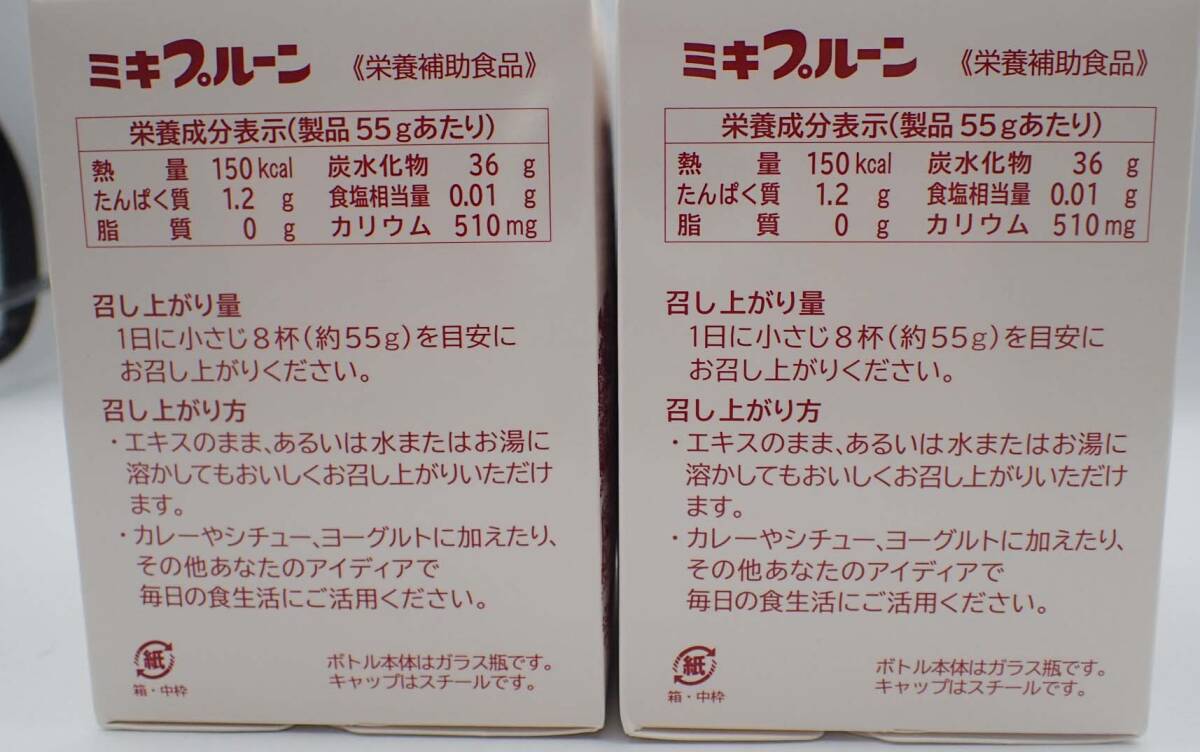 ミキプルーン 《栄養補助食品》
栄養成分表示(製品55gあたり)
熱量 150kcal 炭水化物 36 g
たんぱく質 1.2 g 食塩相当量 0.01 g
脂質 0 g カリウム 510mg
召し上がり量
1日に小さじ8杯(約55g)を目安に
お召し上がりください。
召し上がり方
・エキスのまま、あるいは水またはお湯に
溶かしてもおいしくお召し上がりいただけ
ます。
・カレーやシチュー、ヨーグルトに加えたり、
その他あなたのアイディアで
毎日の食生活にご活用ください。
紙
箱・中枠
ボトル本体はガラス瓶です。
キャップはスチールです。
ミキプルーン 《栄養補助食品》
栄養成分表示(製品55gあたり)
熱量 150kcal 炭水化物 36 g
たんぱく質 1.2 g 食塩相当量 0.01 g
脂質 0 g カリウム 510mg
召し上がり量
1日に小さじ8杯(約55g)を目安に
お召し上がりください。
召し上がり方
・エキスのまま、あるいは水またはお湯に
溶かしてもおいしくお召し上がりいただけ
ます。
・カレーやシチュー、ヨーグルトに加えたり、
その他あなたのアイディアで
毎日の食生活にご活用ください。
紙
箱・中枠
ボトル本体はガラス瓶です。
キャップはスチールです。